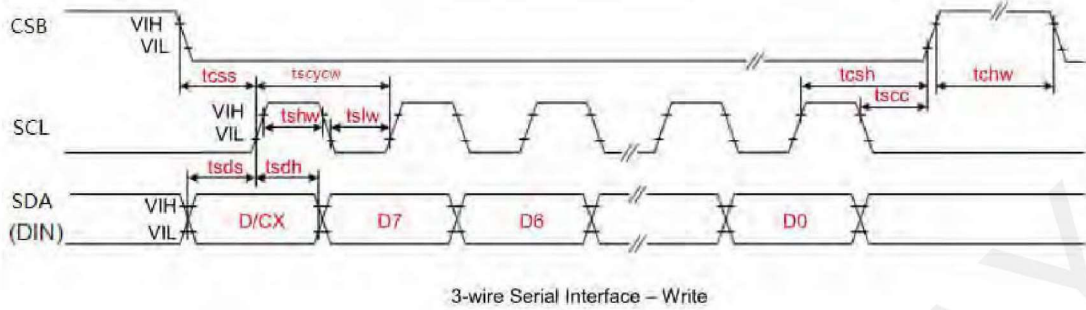 CSB
VIH
VIL
tcss
tscycw
tcsh
tchw
tscc
SCL
VIH
VIL
tshw
tslw
tsds
tsdh
SDA
(DIN)
VIH
VIL
D/CX
D7
D6
D0
3-wire Serial Interface – Write